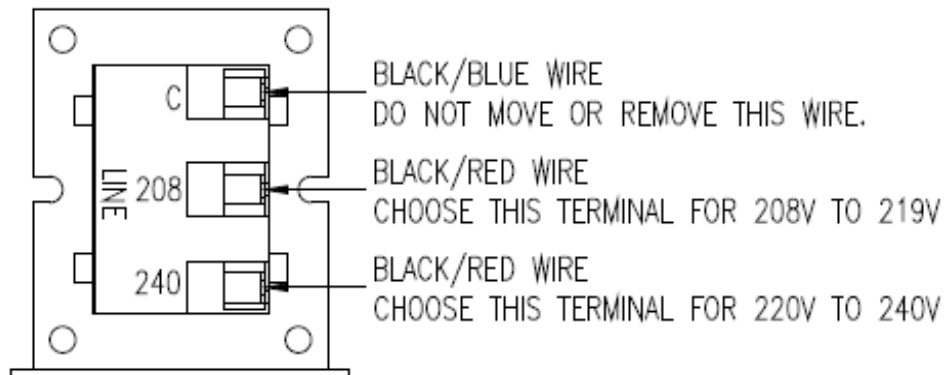 C
BLACK/BLUE WIRE
DO NOT MOVE OR REMOVE THIS WIRE.
LINE
208
BLACK/RED WIRE
CHOOSE THIS TERMINAL FOR 208V TO 219V
240
BLACK/RED WIRE
CHOOSE THIS TERMINAL FOR 220V TO 240V